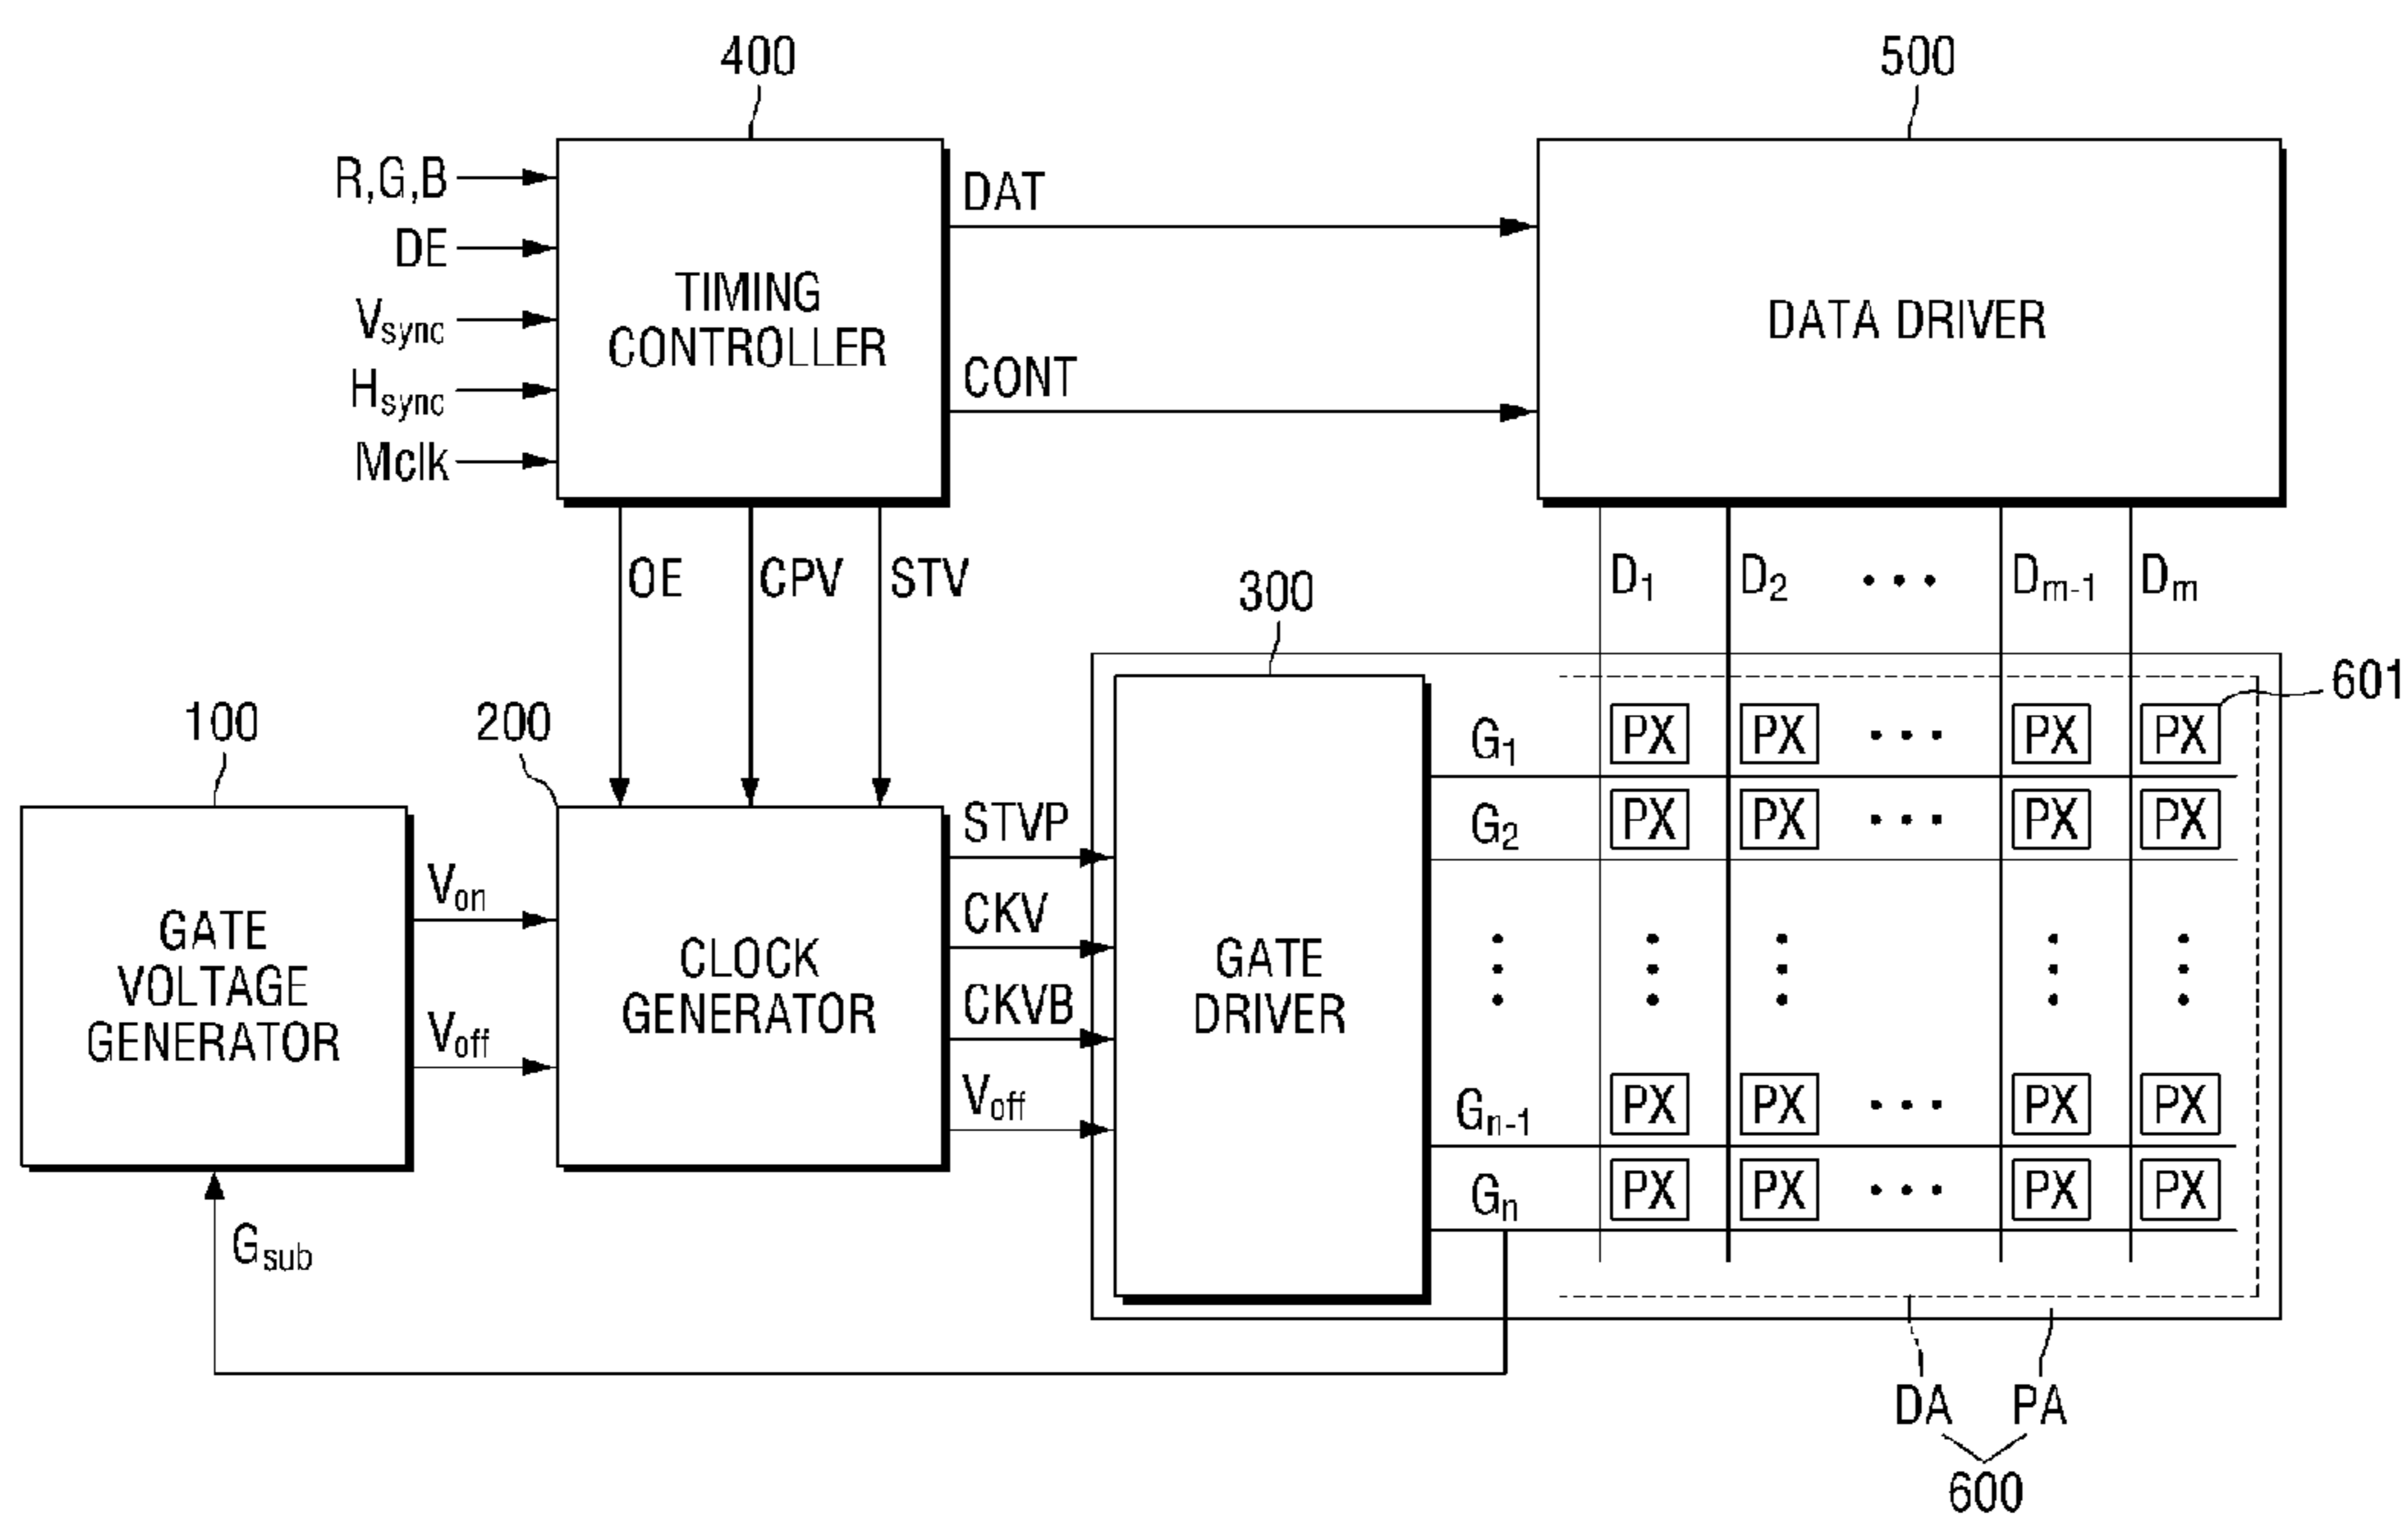 400
500
R,G,B
DE
Vsync
Hsync
Mclk
TIMING
CONTROLLER
DAT
CONT
DATA DRIVER
OE
CPV
STV
D1
D2
• • •
Dm-1
Dm
100
200
300
601
GATE
VOLTAGE
GENERATOR
Von
Voff
CLOCK
GENERATOR
STVP
CKV
CKVB
Voff
GATE
DRIVER
G1
PX PX • • • PX PX
G2
PX PX • • • PX PX
Gn-1
PX PX • • • PX PX
Gn
PX PX • • • PX PX
Gsub
DA
PA
600